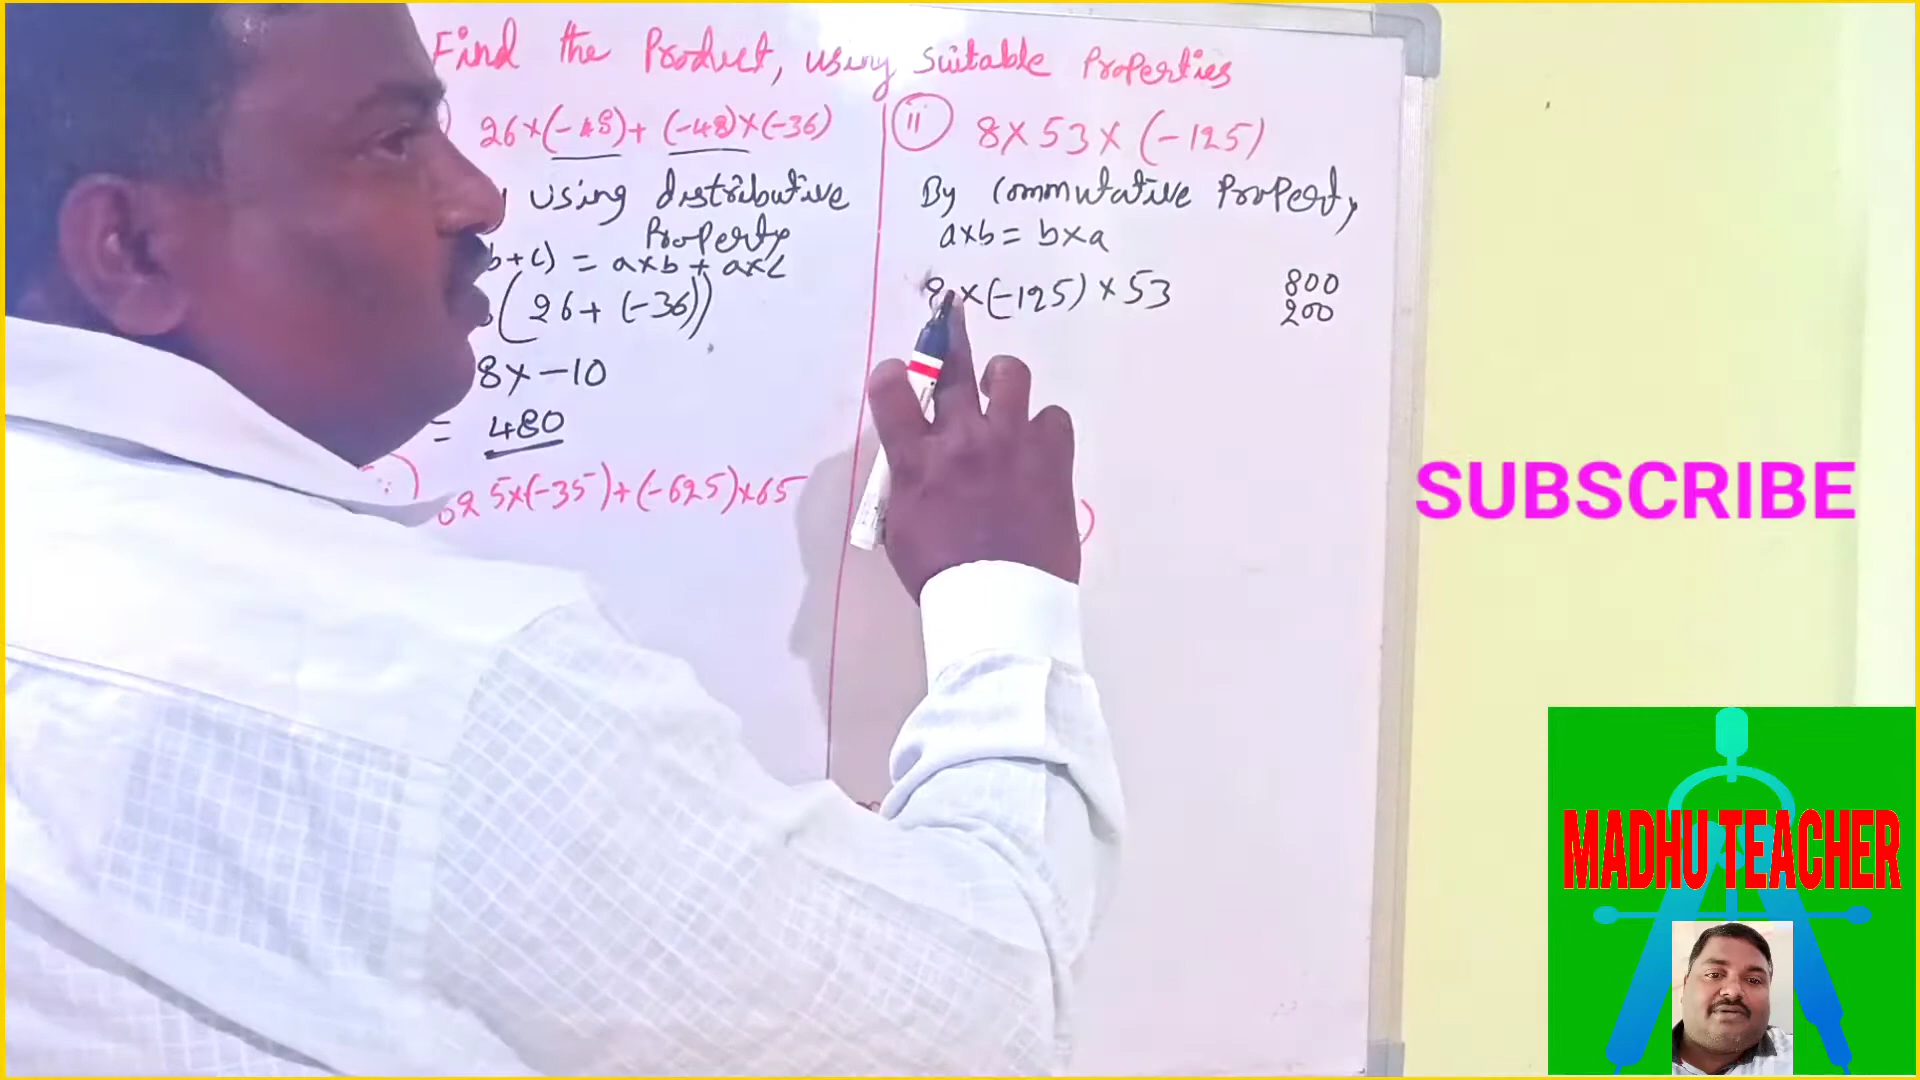 Find the Product, using suitable Properties
26×(-48)+(-48)×(-36)
using distributive
Property
b+c) = a×b + a×c
(26+(-36))
8×-10
= 480
5×(-35)+(-625)×65
ii 8×53×(-125)
By Commutative Property
a×b = b×a
8×(-125)×53
800
200
SUBSCRIBE
MADHU TEACHER